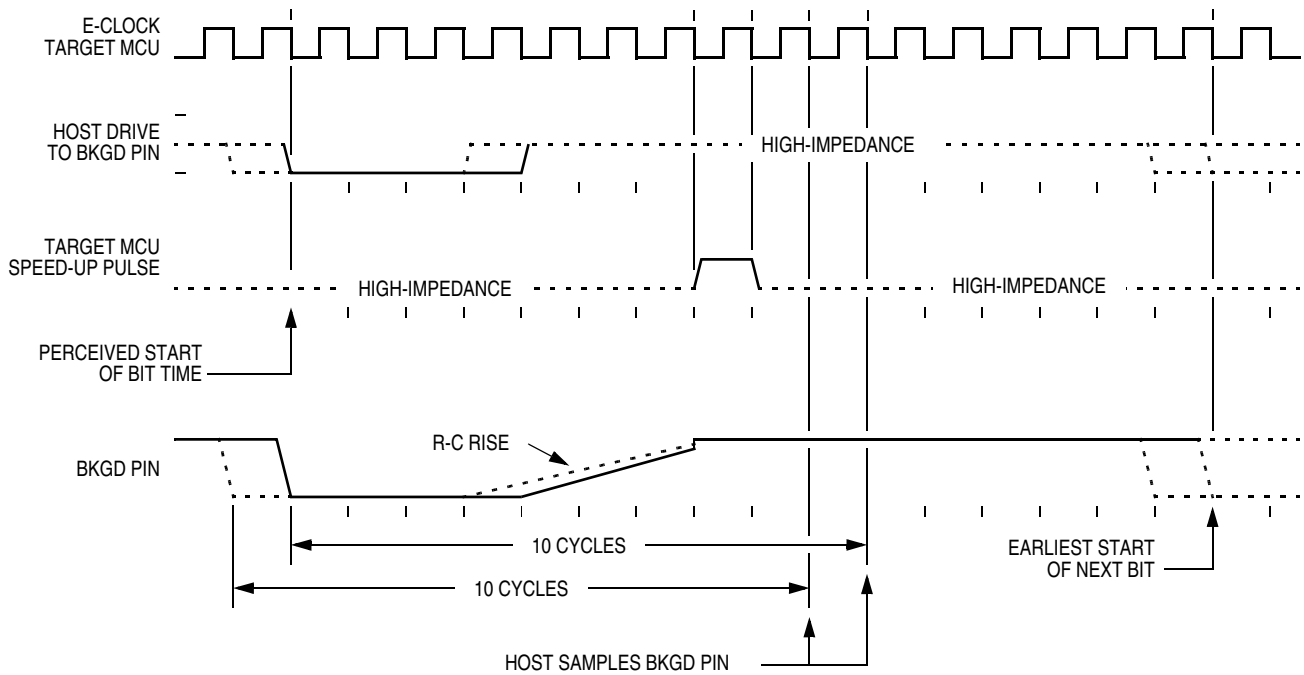 E-CLOCK
TARGET MCU
HOST DRIVE
TO BKGD PIN
HIGH-IMPEDANCE
TARGET MCU
SPEED-UP PULSE
HIGH-IMPEDANCE
HIGH-IMPEDANCE
PERCEIVED START
OF BIT TIME
R-C RISE
BKGD PIN
10 CYCLES
EARLIEST START
OF NEXT BIT
10 CYCLES
HOST SAMPLES BKGD PIN